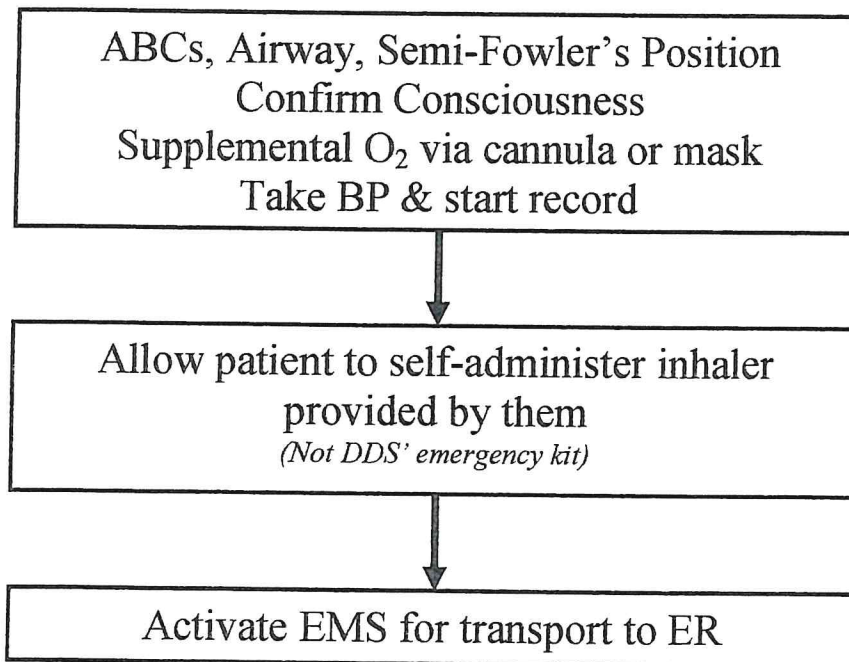 ABCs, Airway, Semi-Fowler's Position
Confirm Consciousness
Supplemental O₂ via cannula or mask
Take BP & start record
Allow patient to self-administer inhaler
provided by them
(Not DDS' emergency kit)
Activate EMS for transport to ER